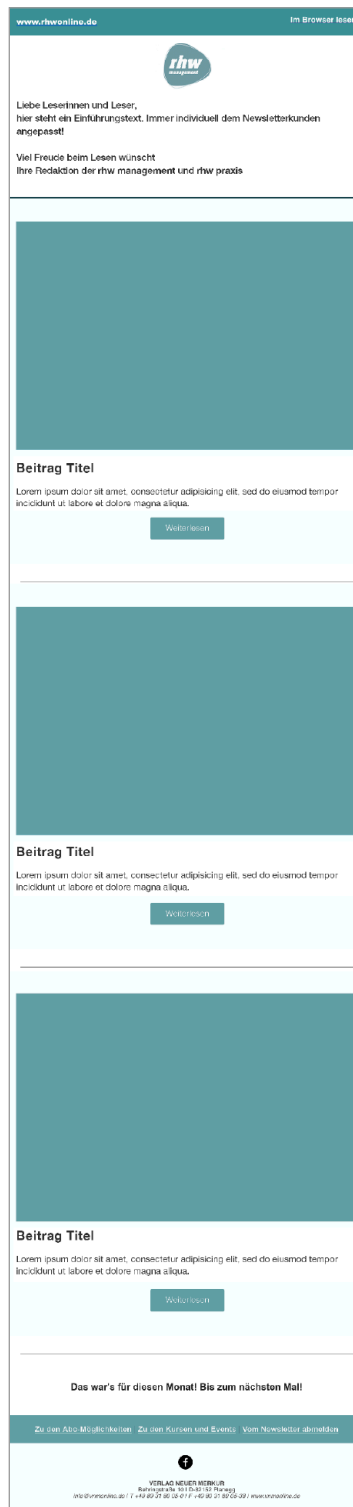 www.rhwonline.de
Im Browser lesen
rhw
management
Liebe Leserinnen und Leser,
hier steht ein Einführungstext. Immer individuell dem Newsletterkunden
angepasst!
Viel Freude beim Lesen wünscht
Ihre Redaktion der rhw management und rhw praxis
Beitrag Titel
Lorem ipsum dolor sit amet, consectetur adipisicing elit, sed do eiusmod tempor
incididunt ut labore et dolore magna aliqua.
Weiterlesen
Beitrag Titel
Lorem ipsum dolor sit amet, consectetur adipisicing elit, sed do eiusmod tempor
incididunt ut labore et dolore magna aliqua.
Weiterlesen
Beitrag Titel
Lorem ipsum dolor sit amet, consectetur adipisicing elit, sed do eiusmod tempor
incididunt ut labore et dolore magna aliqua.
Weiterlesen
Das war's für diesen Monat! Bis zum nächsten Mal!
Zu den Abo-Möglichkeiten Zu den Kursen und Events Vom Newsletter abmelden
VERLAG NEUER MERKUR
Behringstraße 10 I D-82152 Planegg